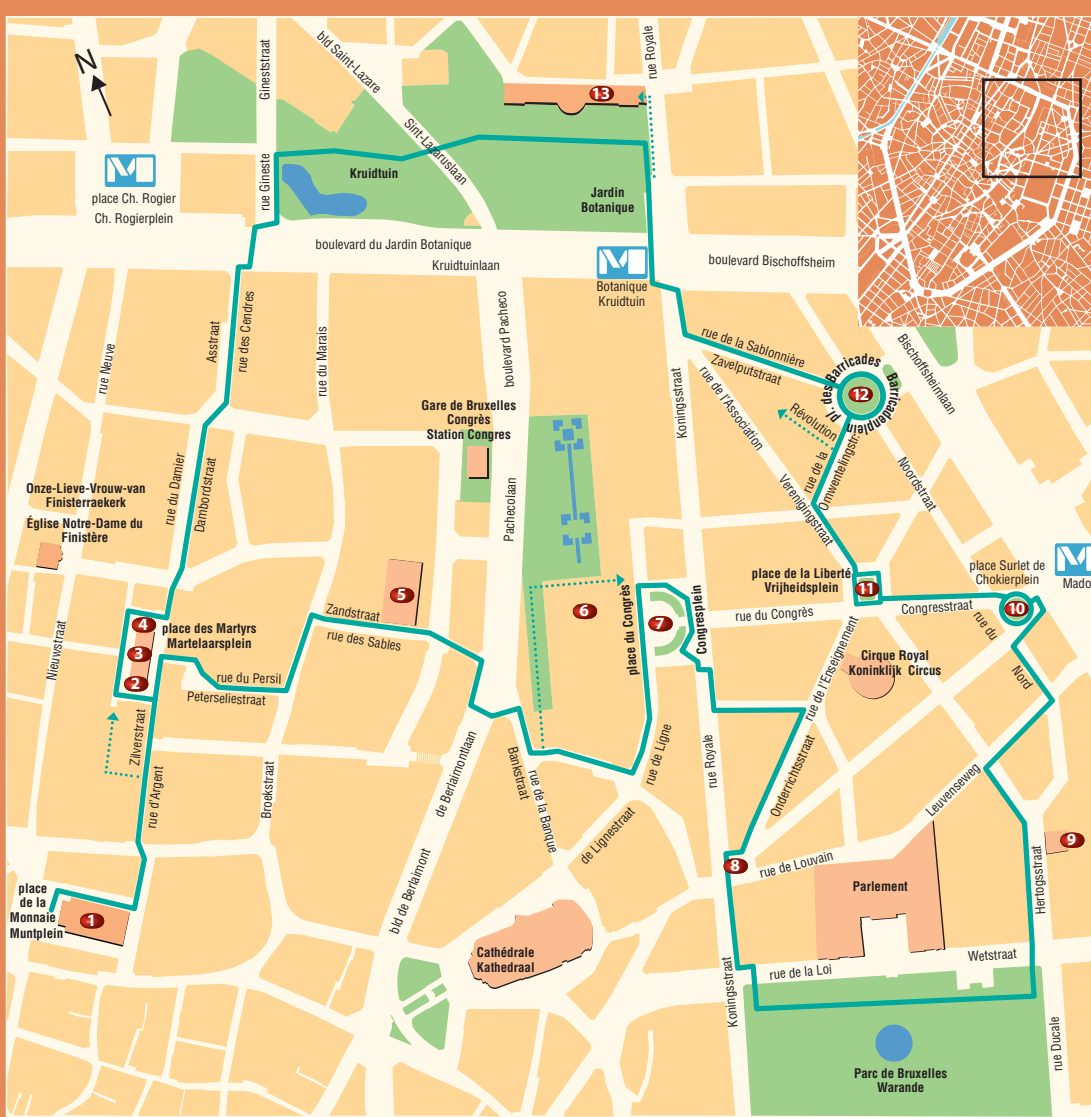 N
Gineststraat
rue Gineste
bld Saint-Lazare
Sint-Lazaruslaan
rue Royale
13
M
place Ch. Rogier
Ch. Rogierplein
Kruidtuin
Jardin
Botanique
boulevard du Jardin Botanique
Kruidtuinlaan
M
Botanique
Kruidtuin
boulevard Bischoffsheim
Bischoffsheimlaan
Asstraat
rue des Cendres
rue du Marais
rue Neuve
boulevard Pacheco
Pachecolaan
Koningsstraat
rue de la Sablonnière
Zavelputstraat
rue de l'Association
Verenigingstraat
pl. des Barricades
Barricadenplein
12
rue de la
Révolution
Omwentelingstr.
Noordstraat
Gare de Bruxelles
Congrès
Station Congres
rue du Damier
Dambordstraat
Onze-Lieve-Vrouw-van
Finisterraekerk
Église Notre-Dame du
Finistère
5
6
7
place du Congrès
Congresplein
rue du Congrès
Congresstraat
place de la Liberté
Vrijheidsplein
11
place Surlet de
Chokierplein
10
M
Mado
rue du
Nord
4
3
2
place des Martyrs
Martelaarsplein
Zandstraat
rue des Sables
rue du Persil
Peterseliestraat
Nieuwstraat
Zilverstraat
rue d'Argent
Broekstraat
de Berlaimontlaan
bld de Berlaimont
Bankstraat
rue de la Banque
rue de Ligne
de Lignestraat
rue Royale
Cirque Royal
Koninklijk Circus
rue de l'Enseignement
Onderrichtsstraat
Leuvenseweg
rue de Louvain
8
9
Hertogsstraat
Parlement
place
de la
Monnaie
Muntplein
1
Cathédrale
Kathedraal
Koningsstraat
rue de la Loi
Wetstraat
rue Ducale
Parc de Bruxelles
Warande